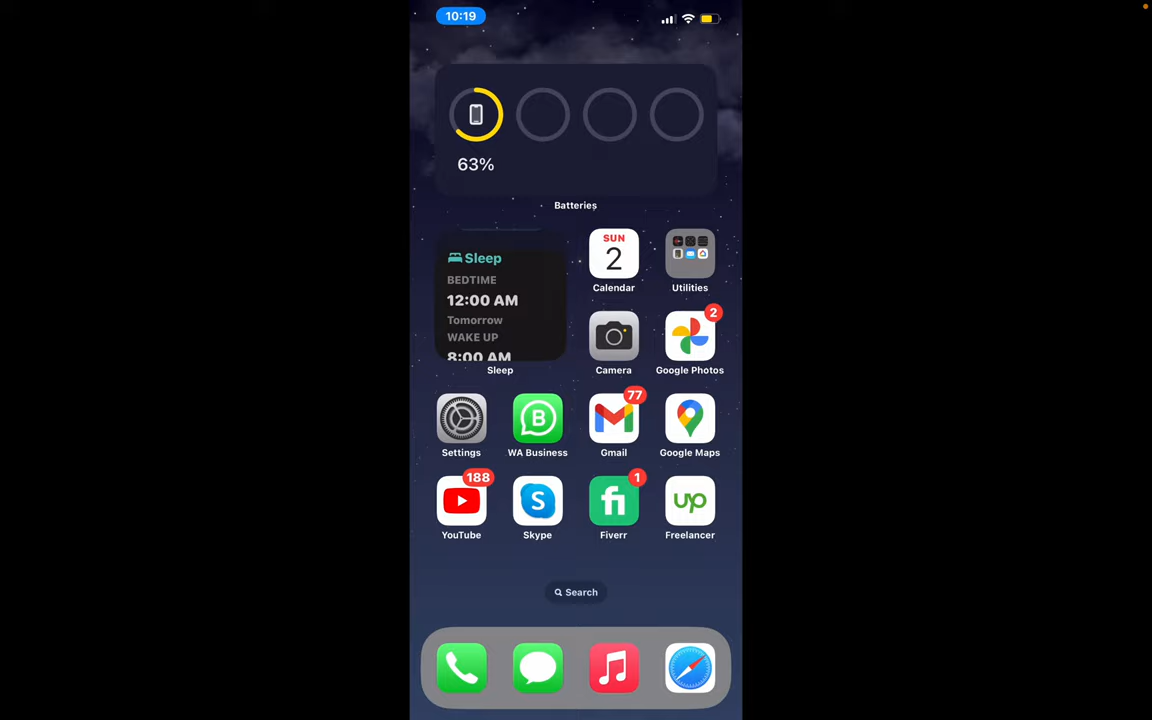 10:19
63%
Batteries
Sleep
BEDTIME
12:00 AM
Tomorrow
WAKE UP
8:00 AM
Sleep
SUN
2
Calendar
Utilities
Camera
2
Google Photos
Settings
B
WA Business
77
Gmail
Google Maps
188
YouTube
S
Skype
1
fi
Fiverr
up
Freelancer
Search